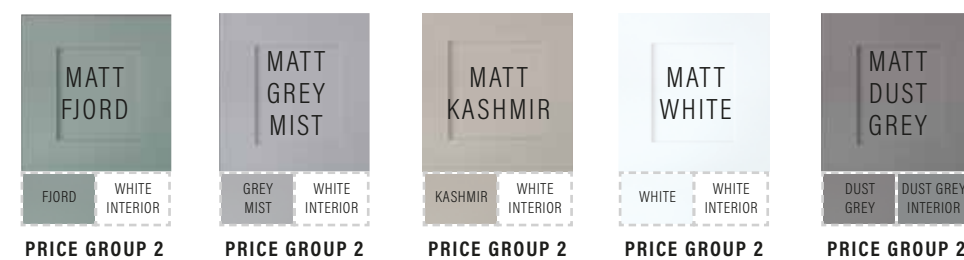 MATT
FJORD
FJORD
WHITE
INTERIOR
PRICE GROUP 2
MATT
GREY
MIST
GREY
MIST
WHITE
INTERIOR
PRICE GROUP 2
MATT
KASHMIR
KASHMIR
WHITE
INTERIOR
PRICE GROUP 2
MATT
WHITE
WHITE
WHITE
INTERIOR
PRICE GROUP 2
MATT
DUST
GREY
DUST
GREY
DUST GREY
INTERIOR
PRICE GROUP 2